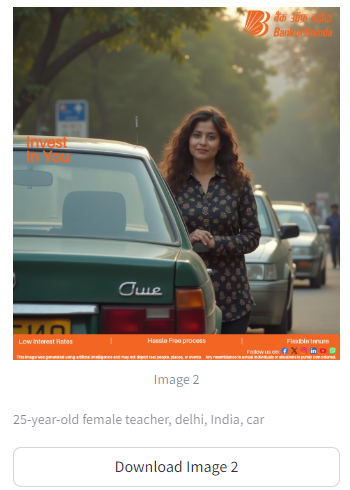 बैंक ऑफ़ बड़ौदा
Bank of Baroda
Invest
In You
Owe
Low Interest Rates | Hassle Free process | Flexible tenure
Follow us on:
This image was generated using artificial intelligence and may not depict real people, places, or events. Any resemblance to actual individuals or situations is purely coincidental.
Image 2
25-year-old female teacher, delhi, India, car
Download Image 2